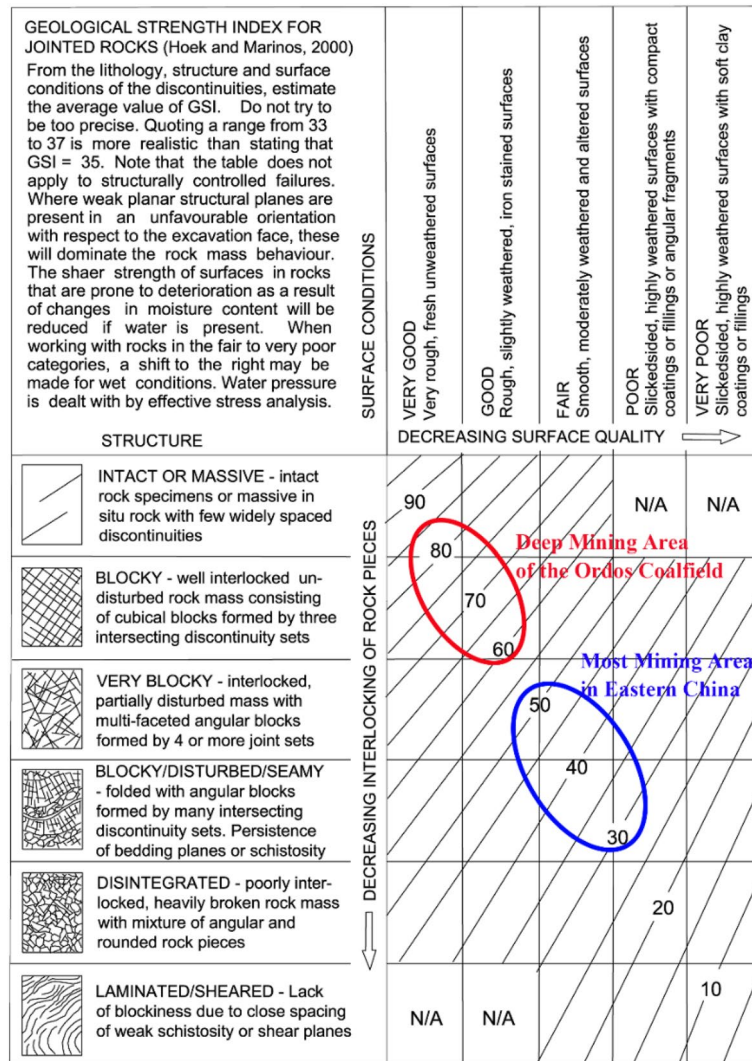 GEOLOGICAL STRENGTH INDEX FOR
JOINTED ROCKS (Hoek and Marinos, 2000)
From the lithology, structure and surface
conditions of the discontinuities, estimate
the average value of GSI. Do not try to
be too precise. Quoting a range from 33
to 37 is more realistic than stating that
GSI = 35. Note that the table does not
apply to structurally controlled failures.
Where weak planar structural planes are
present in an unfavourable orientation
with respect to the excavation face, these
will dominate the rock mass behaviour.
The shaer strength of surfaces in rocks
that are prone to deterioration as a result
of changes in moisture content will be
reduced if water is present. When
working with rocks in the fair to very poor
categories, a shift to the right may be
made for wet conditions. Water pressure
is dealt with by effective stress analysis.
SURFACE CONDITIONS
VERY GOOD
Very rough, fresh unweathered surfaces
GOOD
Rough, slightly weathered, iron stained surfaces
FAIR
Smooth, moderately weathered and altered surfaces
POOR
Slickedsided, highly weathered surfaces with compact
coatings or fillings or angular fragments
VERY POOR
Slickedsided, highly weathered surfaces with soft clay
coatings or fillings
STRUCTURE
DECREASING SURFACE QUALITY
INTACT OR MASSIVE - intact
rock specimens or massive in
situ rock with few widely spaced
discontinuities
BLOCKY - well interlocked un-
disturbed rock mass consisting
of cubical blocks formed by three
intersecting discontinuity sets
VERY BLOCKY - interlocked,
partially disturbed mass with
multi-faceted angular blocks
formed by 4 or more joint sets
BLOCKY/DISTURBED/SEAMY
- folded with angular blocks
formed by many intersecting
discontinuity sets. Persistence
of bedding planes or schistosity
DISINTEGRATED - poorly inter-
locked, heavily broken rock mass
with mixture of angular and
rounded rock pieces
LAMINATED/SHEARED - Lack
of blockiness due to close spacing
of weak schistosity or shear planes
DECREASING INTERLOCKING OF ROCK PIECES
90
N/A
N/A
80
Deep Mining Area
of the Ordos Coalfield
70
60
Most Mining Area
in Eastern China
50
40
30
20
10
N/A
N/A